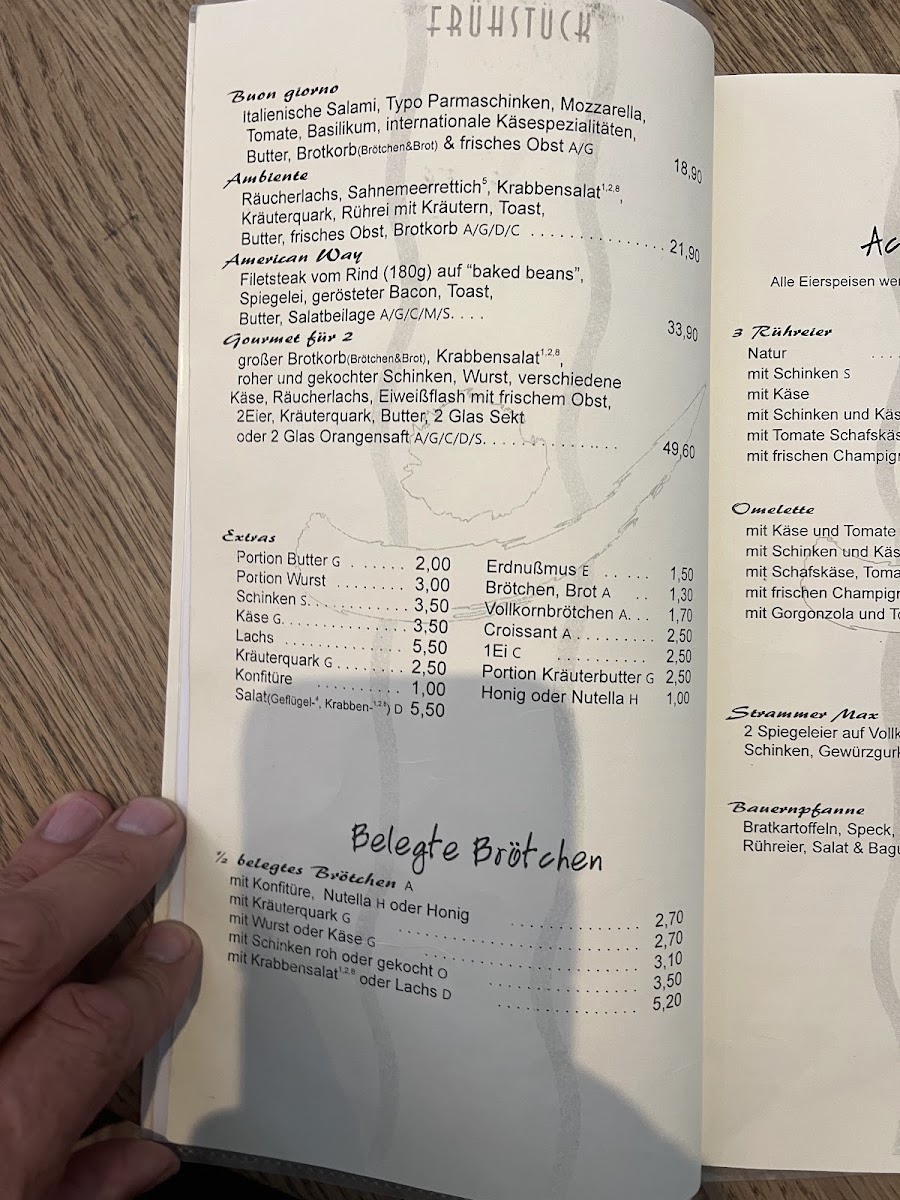 FRÜHSTÜCK
Buon giorno
Italienische Salami, Typo Parmaschinken, Mozzarella,
Tomate, Basilikum, internationale Käsespezialitäten,
Butter, Brotkorb(Brötchen&Brot) & frisches Obst A/G
18,90
Ambiente
Räucherlachs, Sahnemeerrettich5, Krabbensalat1,2,8,
Kräuterquark, Rührei mit Kräutern, Toast,
Butter, frisches Obst, Brotkorb A/G/D/C . . . . . . . . . . . . . . . . . 21,90
American Way
Filetsteak vom Rind (180g) auf “baked beans”,
Spiegelei, gerösteter Bacon, Toast,
Butter, Salatbeilage A/G/C/M/S. . . .
33,90
Gourmet für 2
großer Brotkorb(Brötchen&Brot), Krabbensalat1,2,8,
roher und gekochter Schinken, Wurst, verschiedene
Käse, Räucherlachs, Eiweißflash mit frischem Obst,
2Eier, Kräuterquark, Butter, 2 Glas Sekt
oder 2 Glas Orangensaft A/G/C/D/S. . . . . . . . . . . . . . . 49,60
Extras
Portion Butter G . . . . . . 2,00
Portion Wurst . . . . . . . 3,00
Schinken S. . . . . . . . . . 3,50
Käse G. . . . . . . . . . . . . 3,50
Lachs . . . . . . . . . . . . . 5,50
Kräuterquark G . . . . . . . 2,50
Konfitüre . . . . . . . . . . 1,00
Salat(Geflügel-4, Krabben-1,2,8) D 5,50
Erdnußmus E . . . . . 1,50
Brötchen, Brot A . . 1,30
Vollkornbrötchen A. . . 1,70
Croissant A . . . . . . . . . 2,50
1Ei C . . . . . . . . . . 2,50
Portion Kräuterbutter G 2,50
Honig oder Nutella H 1,00
Belegte Brötchen
½ belegtes Brötchen A
mit Konfitüre, Nutella H oder Honig . . . . . . . . . . . . . 2,70
mit Kräuterquark G . . . . . . . . . . . . . . . . . . . . . . . . 2,70
mit Wurst oder Käse G . . . . . . . . . . . . . . . . . . . . . 3,10
mit Schinken roh oder gekocht O . . . . . . . . . . . . . . 3,50
mit Krabbensalat1,2,8 oder Lachs D . . . . . . . . . . . . . 5,20
Alle Eierspeisen
3 Rühreier
Natur . . . .
mit Schinken S
mit Käse
mit Schinken und
mit Tomate
mit frischen
Omelette
mit Käse und Tomate
mit Schinken und
mit Schafskäse,
mit frischen
mit Gorgonzola und
Strammer Max
2 Spiegeleier auf
Schinken,
Bauernpfanne
Bratkartoffeln, Speck,
Rühreier, Salat &